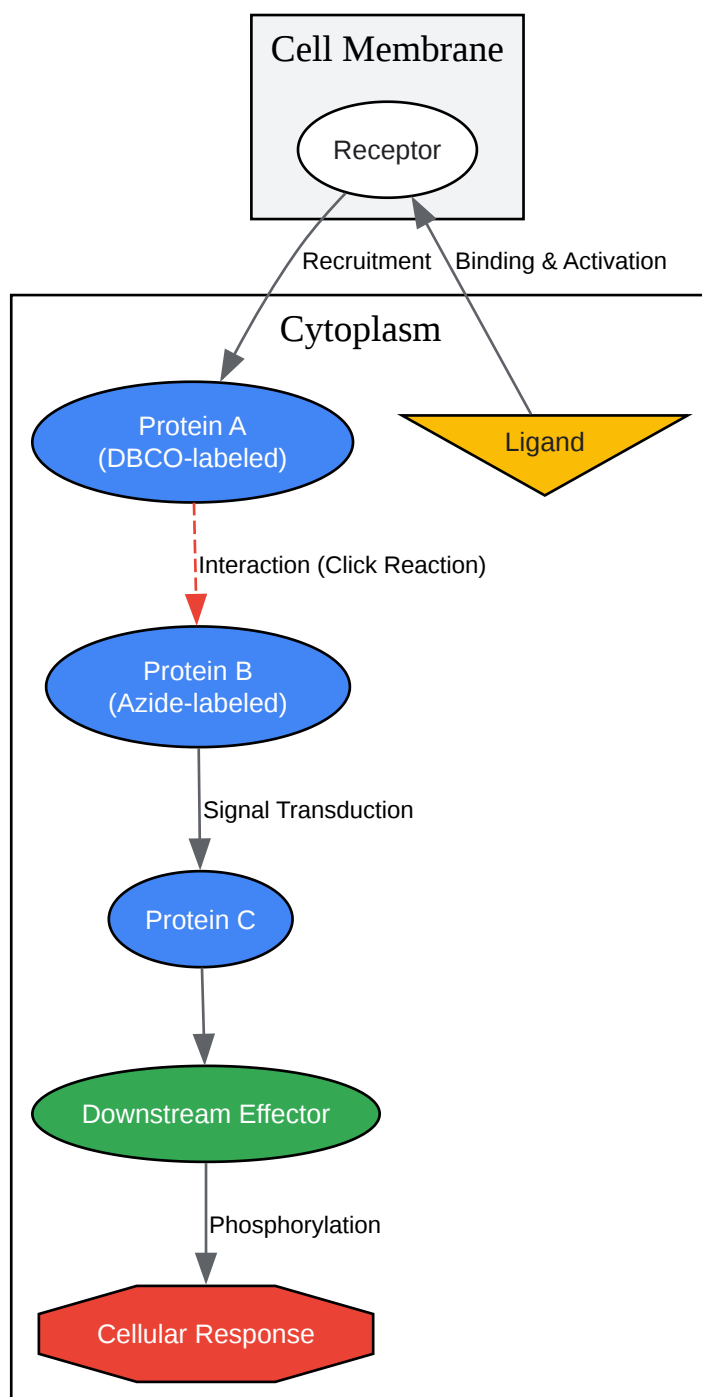 Cell Membrane
Receptor
Recruitment
Binding & Activation
Cytoplasm
Protein A
(DBCO-labeled)
Ligand
Interaction (Click Reaction)
Protein B
(Azide-labeled)
Signal Transduction
Protein C
Downstream Effector
Phosphorylation
Cellular Response